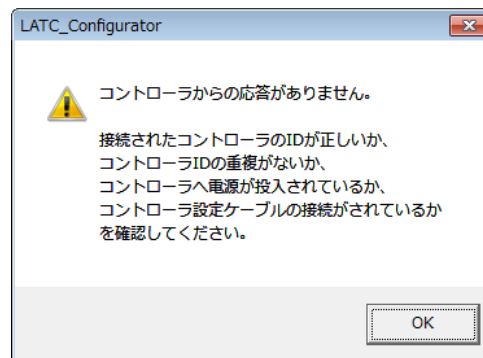 LATC_Configurator
コントローラからの応答がありません。
接続されたコントローラのIDが正しいか、
コントローラIDの重複がないか、
コントローラへ電源が投入されているか、
コントローラ設定ケーブルの接続がされているか
を確認してください。
OK